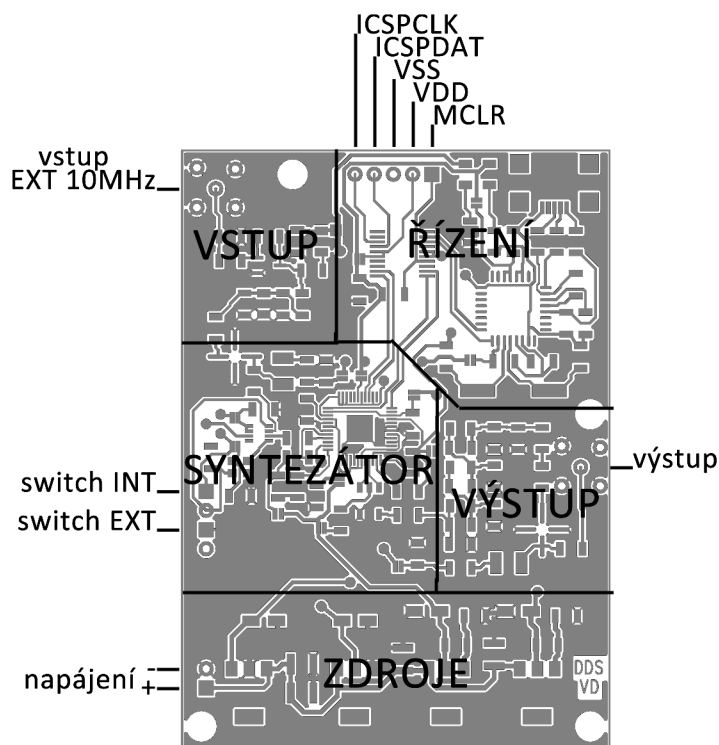 ICSPCLK
ICSPDAT
VSS
VDD
MCLR
vstup
EXT 10MHz
VSTUP
ŘÍZENÍ
SYNTEZÁTOR
výstup
switch INT
VÝSTUP
switch EXT
ZDROJE
DDS
VD
-
napájení +